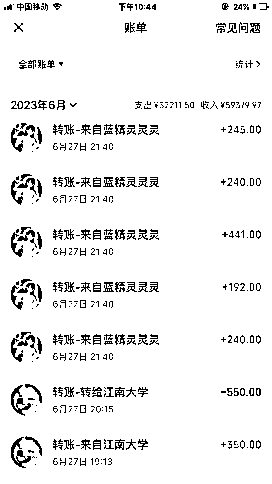 中国移动 下午10:44 24%
账单 常见问题
全部账单 统计
2023年6月 支出 ¥32211.50 收入 ¥59379.97
转账-来自蓝精灵灵灵 +245.00
6月27日 21:40
转账-来自蓝精灵灵灵 +240.00
6月27日 21:40
转账-来自蓝精灵灵灵 +441.00
6月27日 21:40
转账-来自蓝精灵灵灵 +192.00
6月27日 21:40
转账-来自蓝精灵灵灵 +240.00
6月27日 21:40
转账-转给江南大学 -550.00
6月27日 20:15
转账-来自江南大学 +350.00
6月27日 19:13